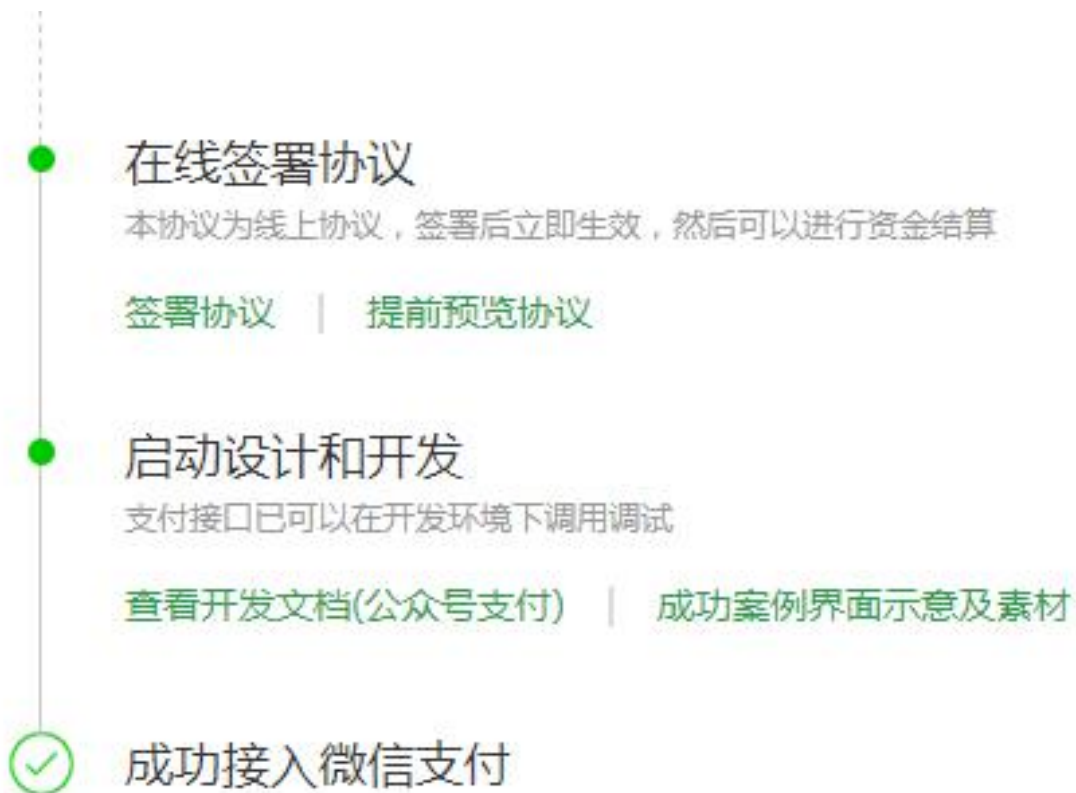 在线签署协议
本协议为线上协议，签署后立即生效，然后可以进行资金结算
签署协议 | 提前预览协议
启动设计和开发
支付接口已可以在开发环境下调用调试
查看开发文档(公众号支付) | 成功案例界面示意及素材
成功接入微信支付